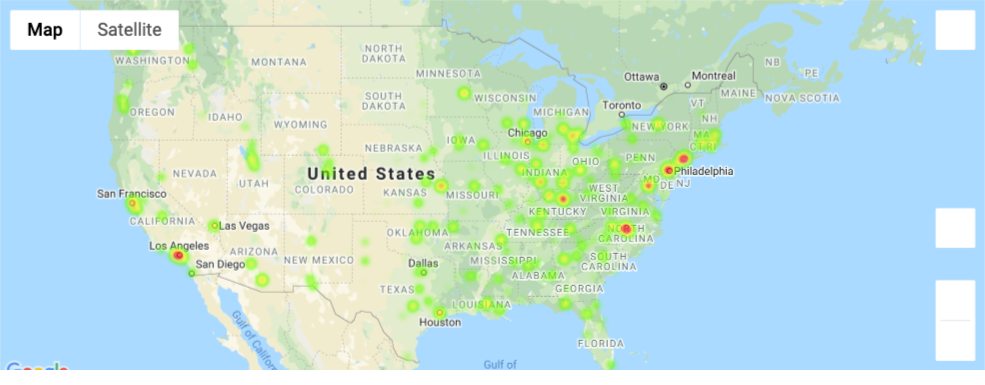 Map Satellite
WASHINGTON
MONTANA
NORTH
DAKOTA
MINNESOTA
Ottawa
Montreal
NB
PE
MAINE
NOVA SCOTIA
OREGON
IDAHO
SOUTH
DAKOTA
WISCONSIN
MICHIGAN
Toronto
VT
NH
WYOMING
IOWA
Chicago
NEW YORK
MA
CT RI
NEBRASKA
ILLINOIS
INDIANA
OHIO
PENN
Philadelphia
NEVADA
UTAH
United States
COLORADO
KANSAS
MISSOURI
WEST
VIRGINIA
MD
DE NJ
San Francisco
CALIFORNIA
Las Vegas
KENTUCKY
VIRGINIA
Los Angeles
ARIZONA
NEW MEXICO
OKLAHOMA
ARKANSAS
TENNESSEE
NORTH
CAROLINA
San Diego
Dallas
MISSISSIPPI
ALABAMA
SOUTH
CAROLINA
TEXAS
LOUISIANA
GEORGIA
Houston
Gulf of Californ
FLORIDA
Gulf of
Google